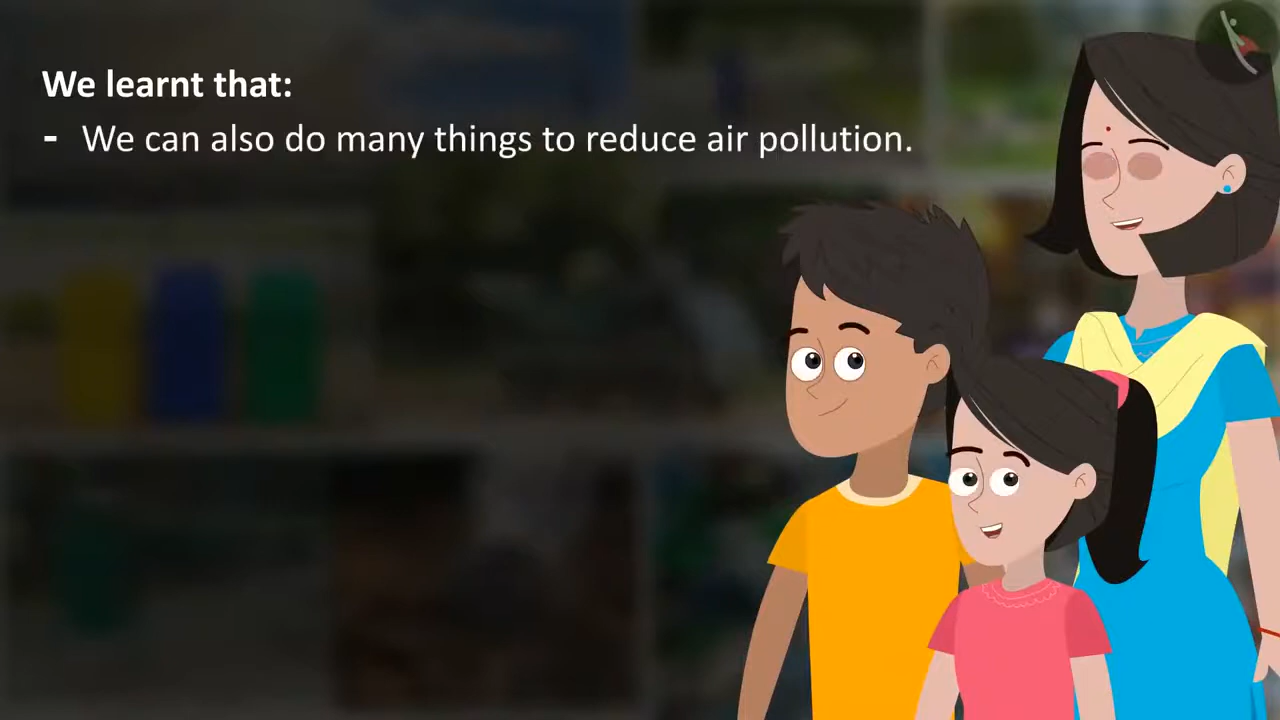 We learnt that:
- We can also do many things to reduce air pollution.